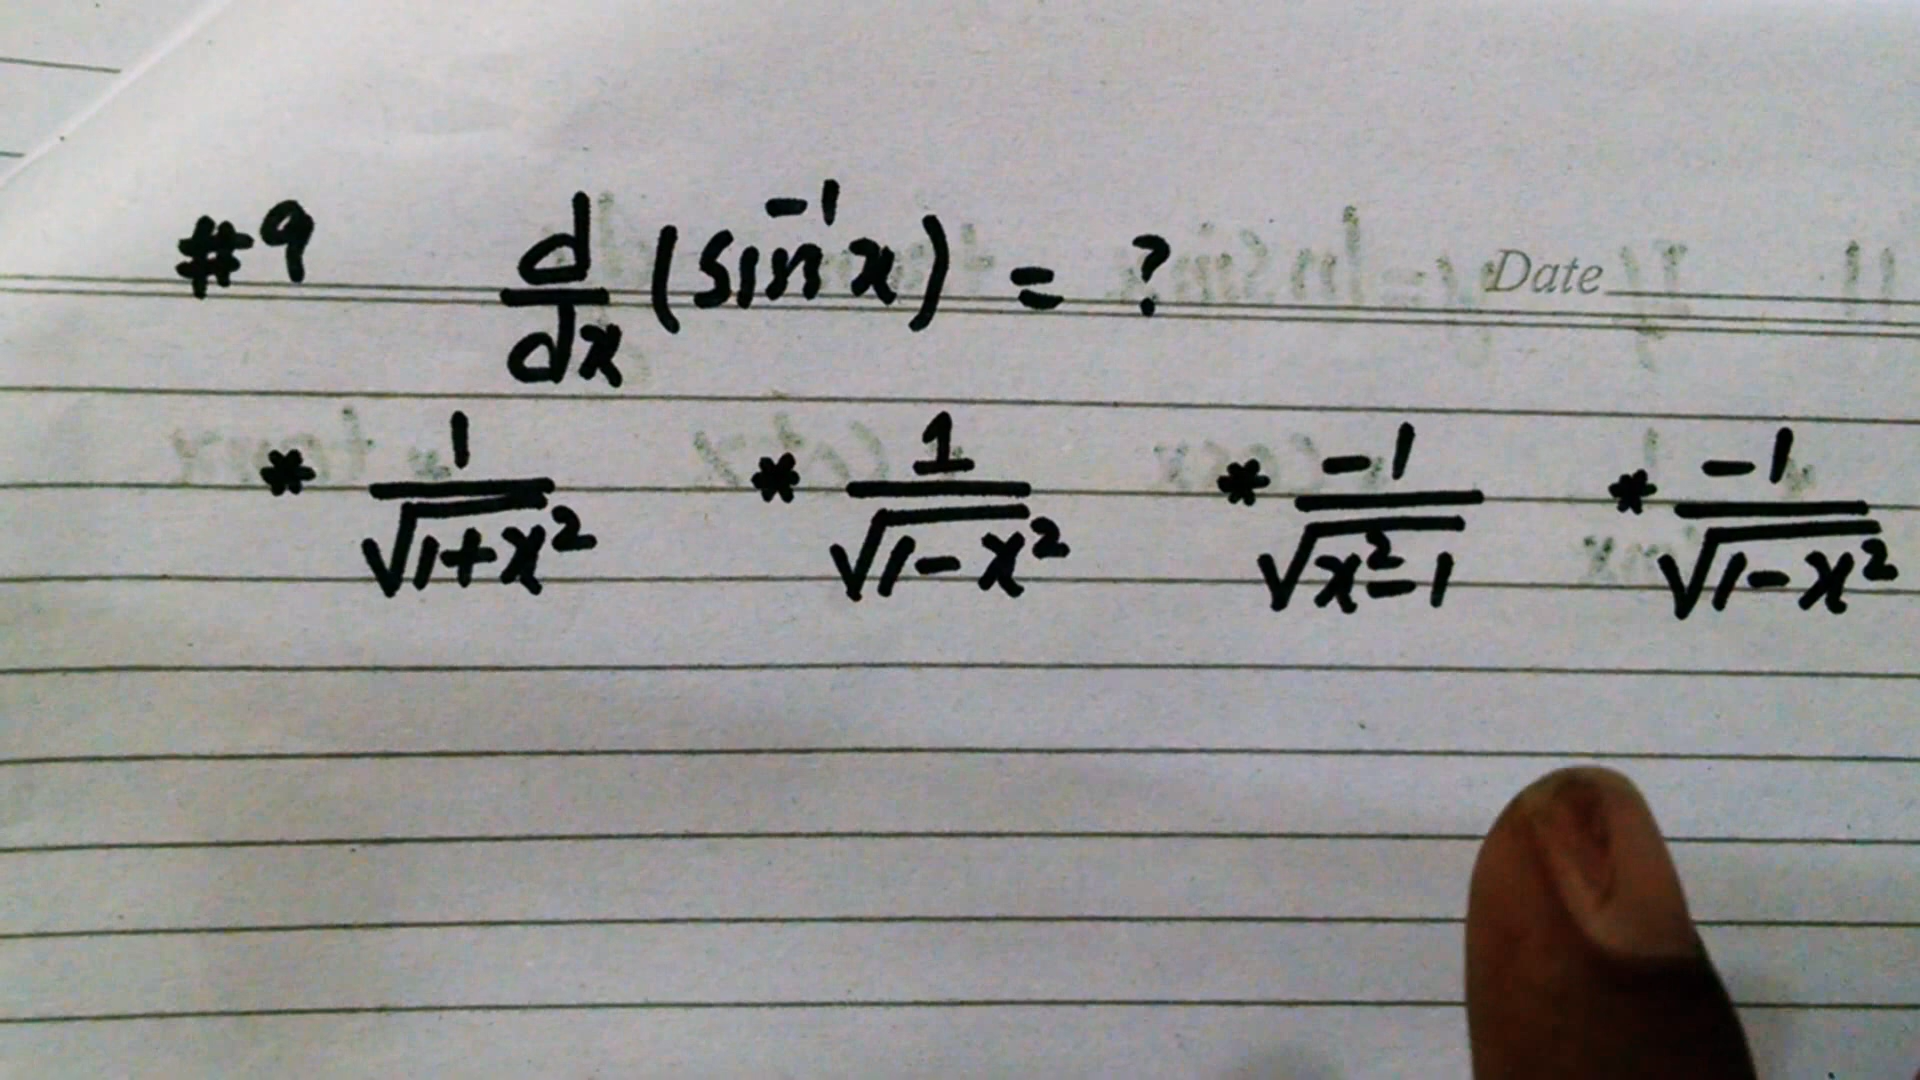 #9 d/dx (sin⁻¹x) = ? Date
* 1/√1+x² * 1/√1-x² * -1/√x²-1 * -1/√1-x²